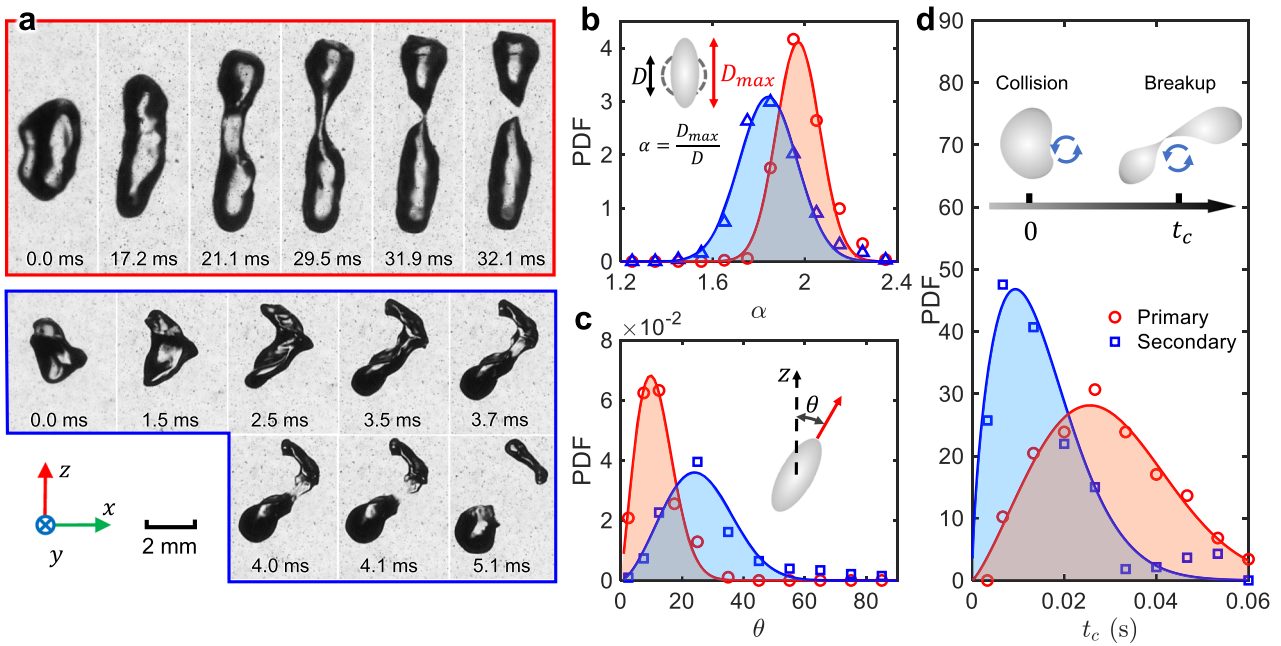 a
0.0 ms
17.2 ms
21.1 ms
29.5 ms
31.9 ms
32.1 ms
0.0 ms
1.5 ms
2.5 ms
3.5 ms
3.7 ms
4.0 ms
4.1 ms
5.1 ms
z
x
y
2 mm
b
PDF
4
3
2
1
0
1.2
1.6
2
2.4
α
D
D_max
α = D_max / D
c
×10⁻²
PDF
8
6
4
2
0
0
20
40
60
80
θ
z
θ
d
PDF
90
80
70
60
50
40
30
20
10
0
0
0.02
0.04
0.06
t_c (s)
Collision
Breakup
0
t_c
Primary
Secondary